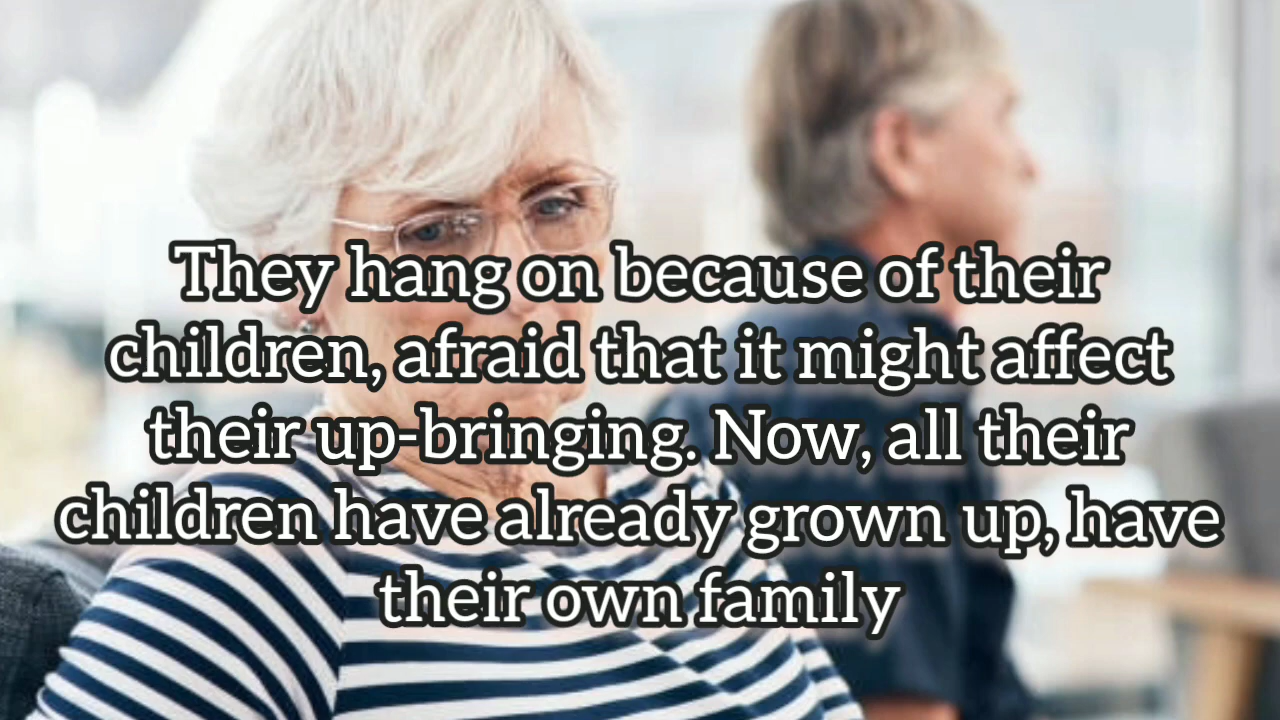 They hang on because of their
children, afraid that it might affect
their up-bringing. Now, all their
children have already grown up, have
their own family